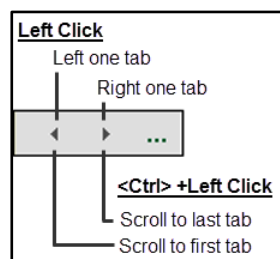 Left Click
Left one tab
Right one tab
...
<Ctrl> +Left Click
Scroll to last tab
Scroll to first tab